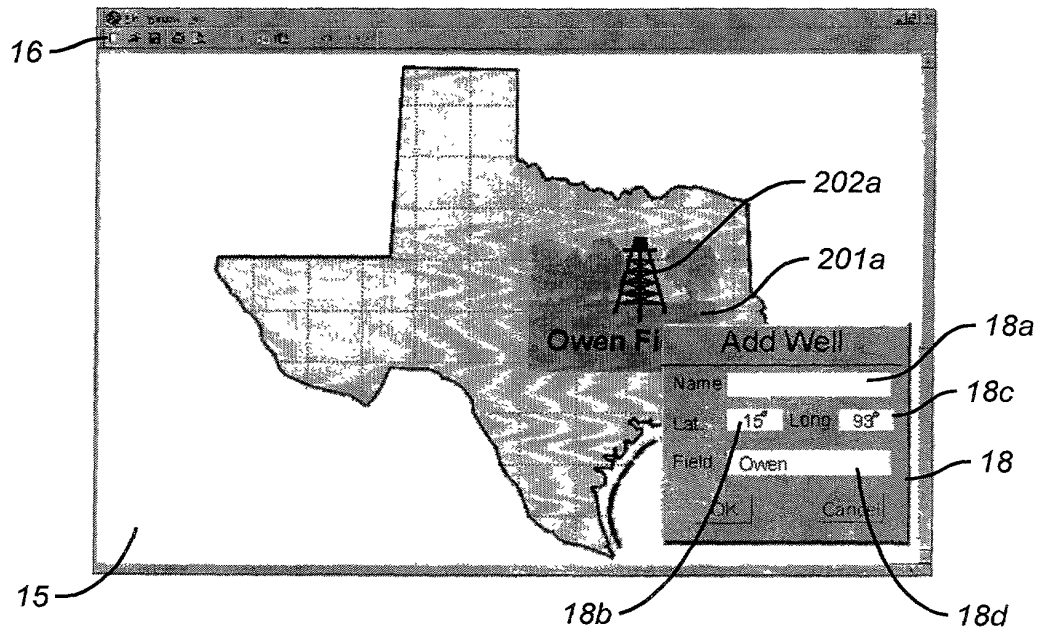 16
202a
201a
Owen Fi
Add Well
18a
Name
18c
Lat. 15° Long 93°
18
Field Owen
OK Cancel
15
18b
18d